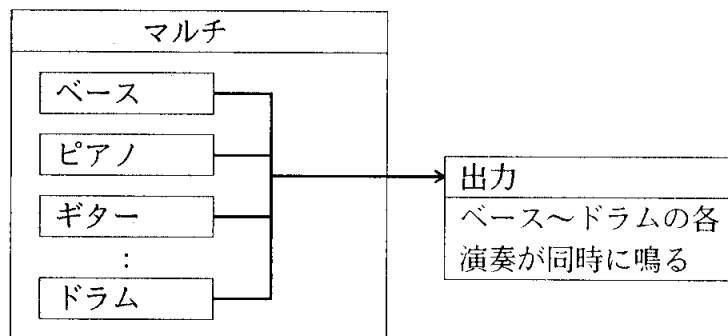 マルチ
ベース
ピアノ
ギター
:
ドラム
出力
ベース～ドラムの各
演奏が同時に鳴る